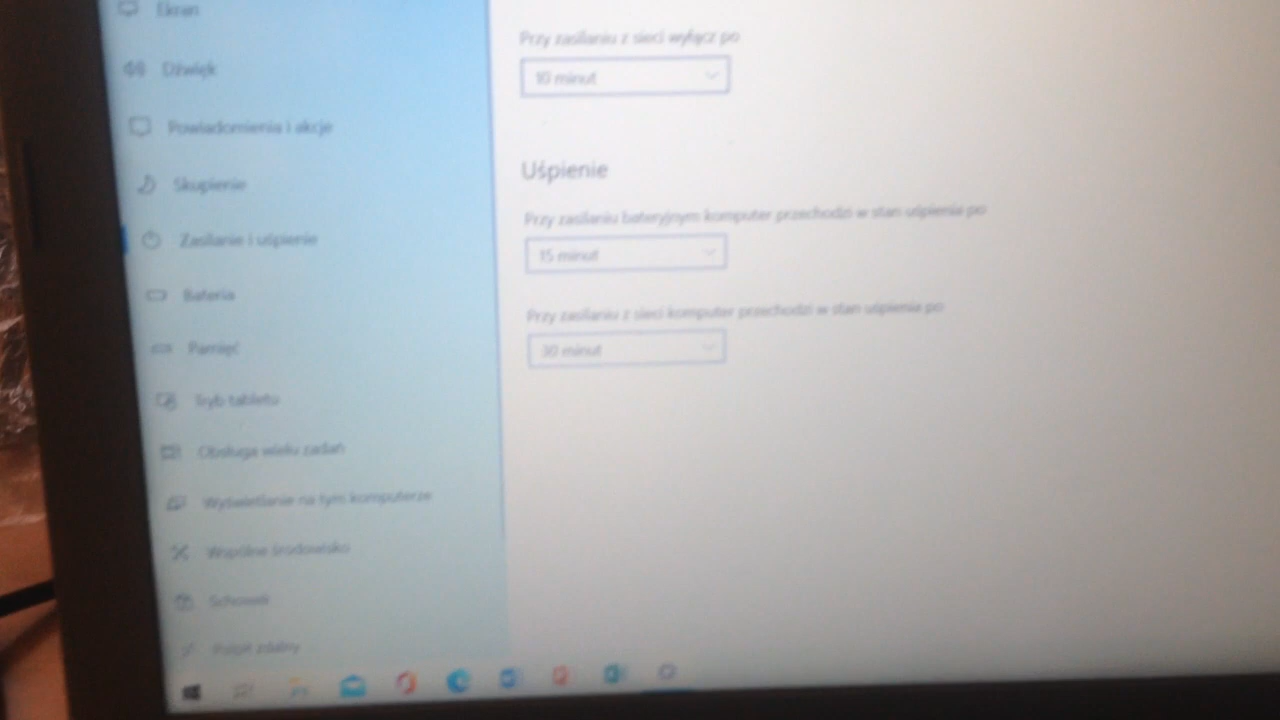 Ekran
Dźwięk
Powiadomienia i akcje
Skupienie
Zasilanie i uśpienie
Bateria
Pamięć
Tryb tabletu
Obsługa wielu zadań
Wyświetlanie na tym komputerze
Wspólne środowisko
Schowek
Pulpit zdalny
Przy zasilaniu z sieci wyłącz po
10 minut
Uśpienie
Przy zasilaniu bateryjnym komputer przechodzi w stan uśpienia po
15 minut
Przy zasilaniu z sieci komputer przechodzi w stan uśpienia po
30 minut